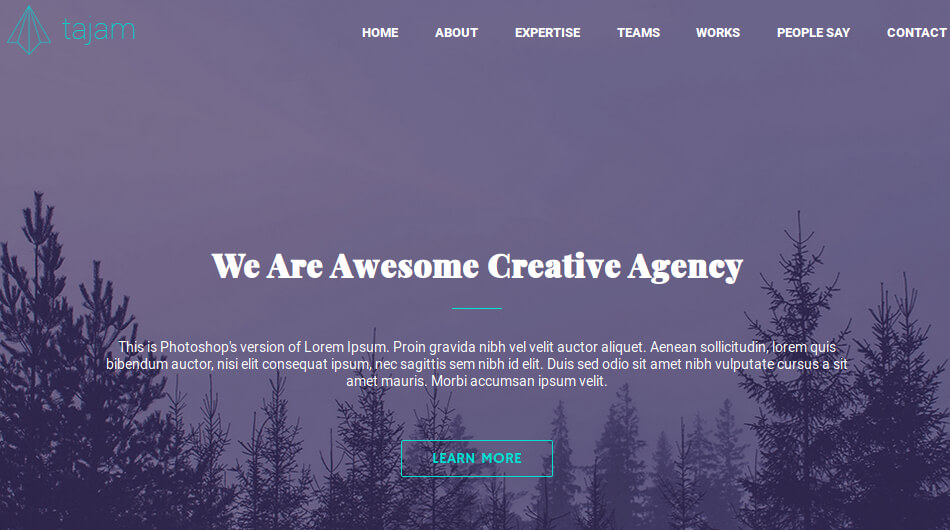 tajam
HOME ABOUT EXPERTISE TEAMS WORKS PEOPLE SAY CONTACT
We Are Awesome Creative Agency
This is Photoshop's version of Lorem Ipsum. Proin gravida nibh vel velit auctor aliquet. Aenean sollicitudin, lorem quis
bibendum auctor, nisi elit consequat ipsum, nec sagittis sem nibh id elit. Duis sed odio sit amet nibh vulputate cursus a sit
amet mauris. Morbi accumsan ipsum velit.
LEARN MORE